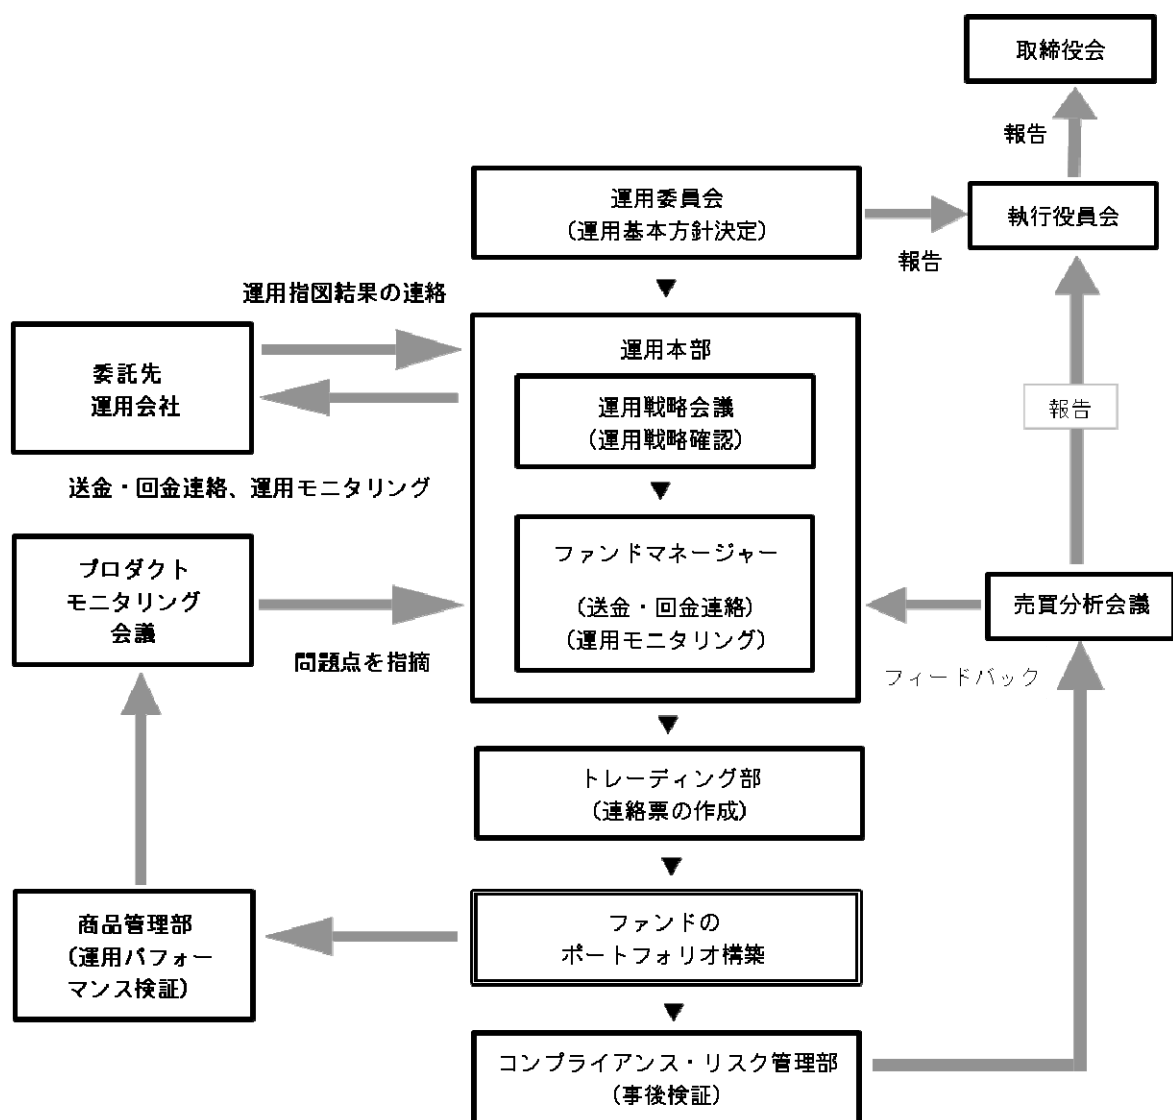 取締役会
報告
運用委員会
(運用基本方針決定)
執行役員会
報告
運用指図結果の連絡
委託先
運用会社
運用本部
運用戦略会議
(運用戦略確認)
報告
送金・回金連絡、運用モニタリング
プロダクト
モニタリング
会議
ファンドマネージャー
(送金・回金連絡)
(運用モニタリング)
売買分析会議
問題点を指摘
フィードバック
トレーディング部
(連絡票の作成)
商品管理部
(運用パフォー
マンス検証)
ファンドの
ポートフォリオ構築
コンプライアンス・リスク管理部
(事後検証)